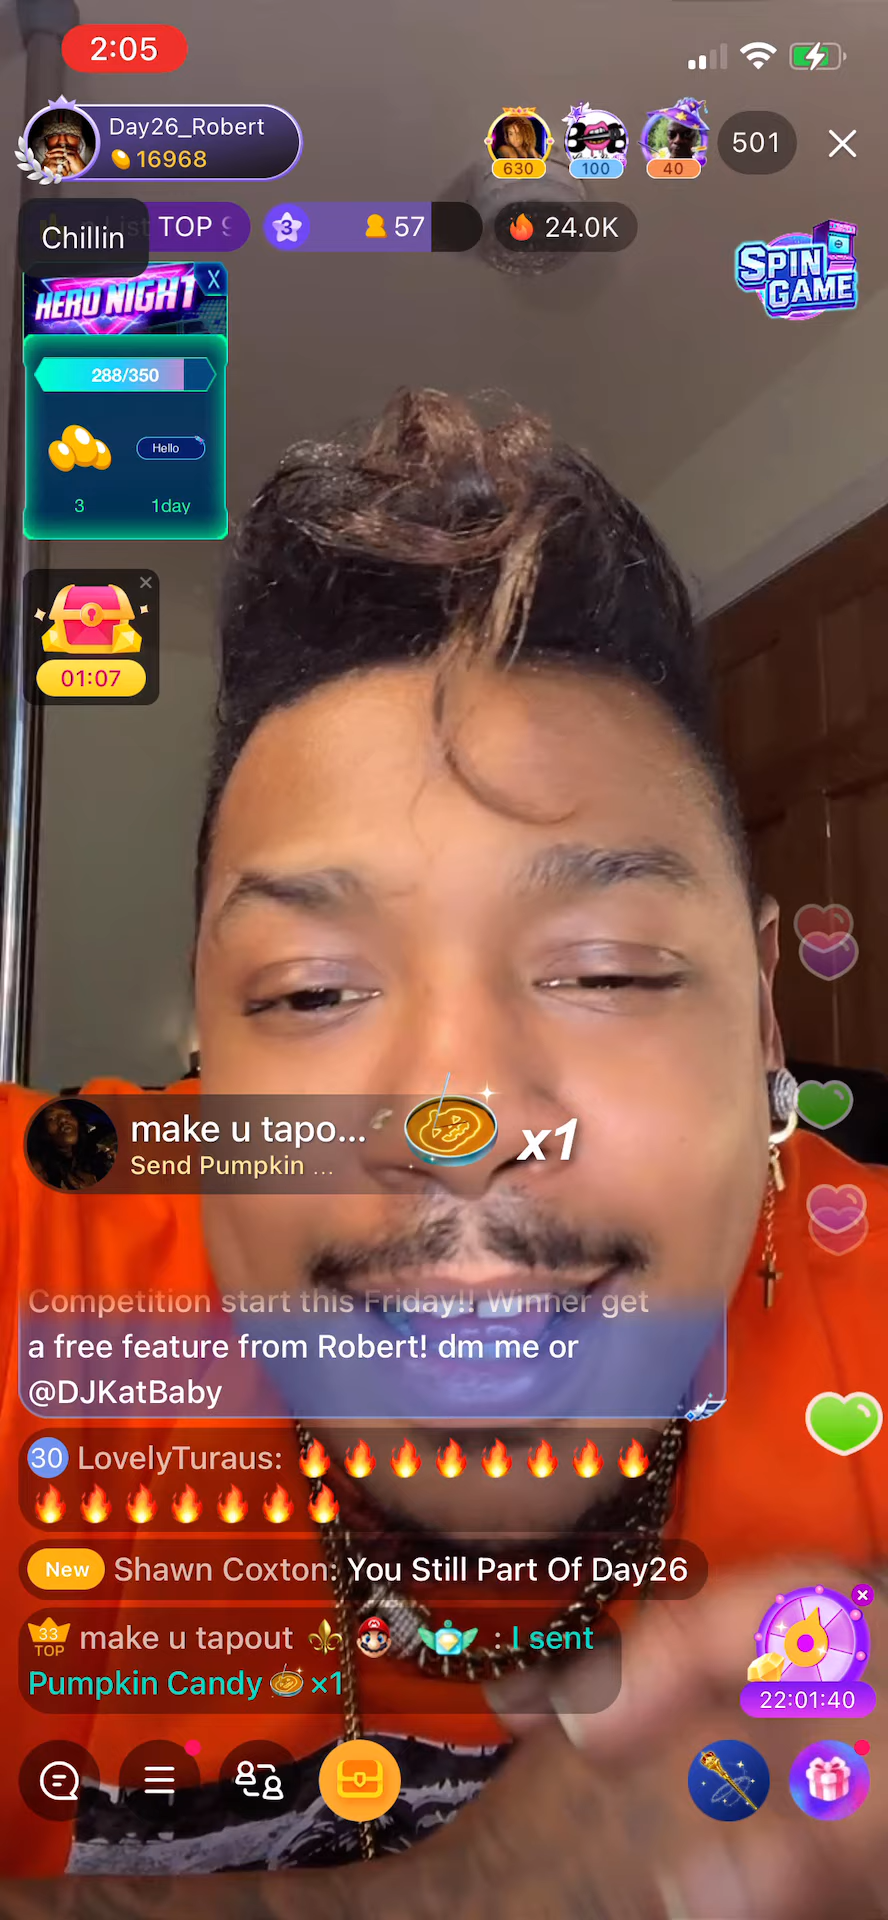 2:05
Day26_Robert
16968
630
100
40
501
Chillin
List TOP 9
3
57
24.0K
SPIN GAME
HERO NIGHT
X
288/350
Hello
3
1day
01:07
make u tapo...
Send Pumpkin ...
x1
Competition start this Friday!! Winner get
a free feature from Robert! dm me or
@DJKatBaby
30 LovelyTuraus: 🔥🔥🔥🔥🔥🔥🔥🔥
🔥🔥🔥🔥🔥🔥🔥
New Shawn Coxton: You Still Part Of Day26
33 TOP make u tapout ⚜️ : I sent
Pumpkin Candy x1
22:01:40